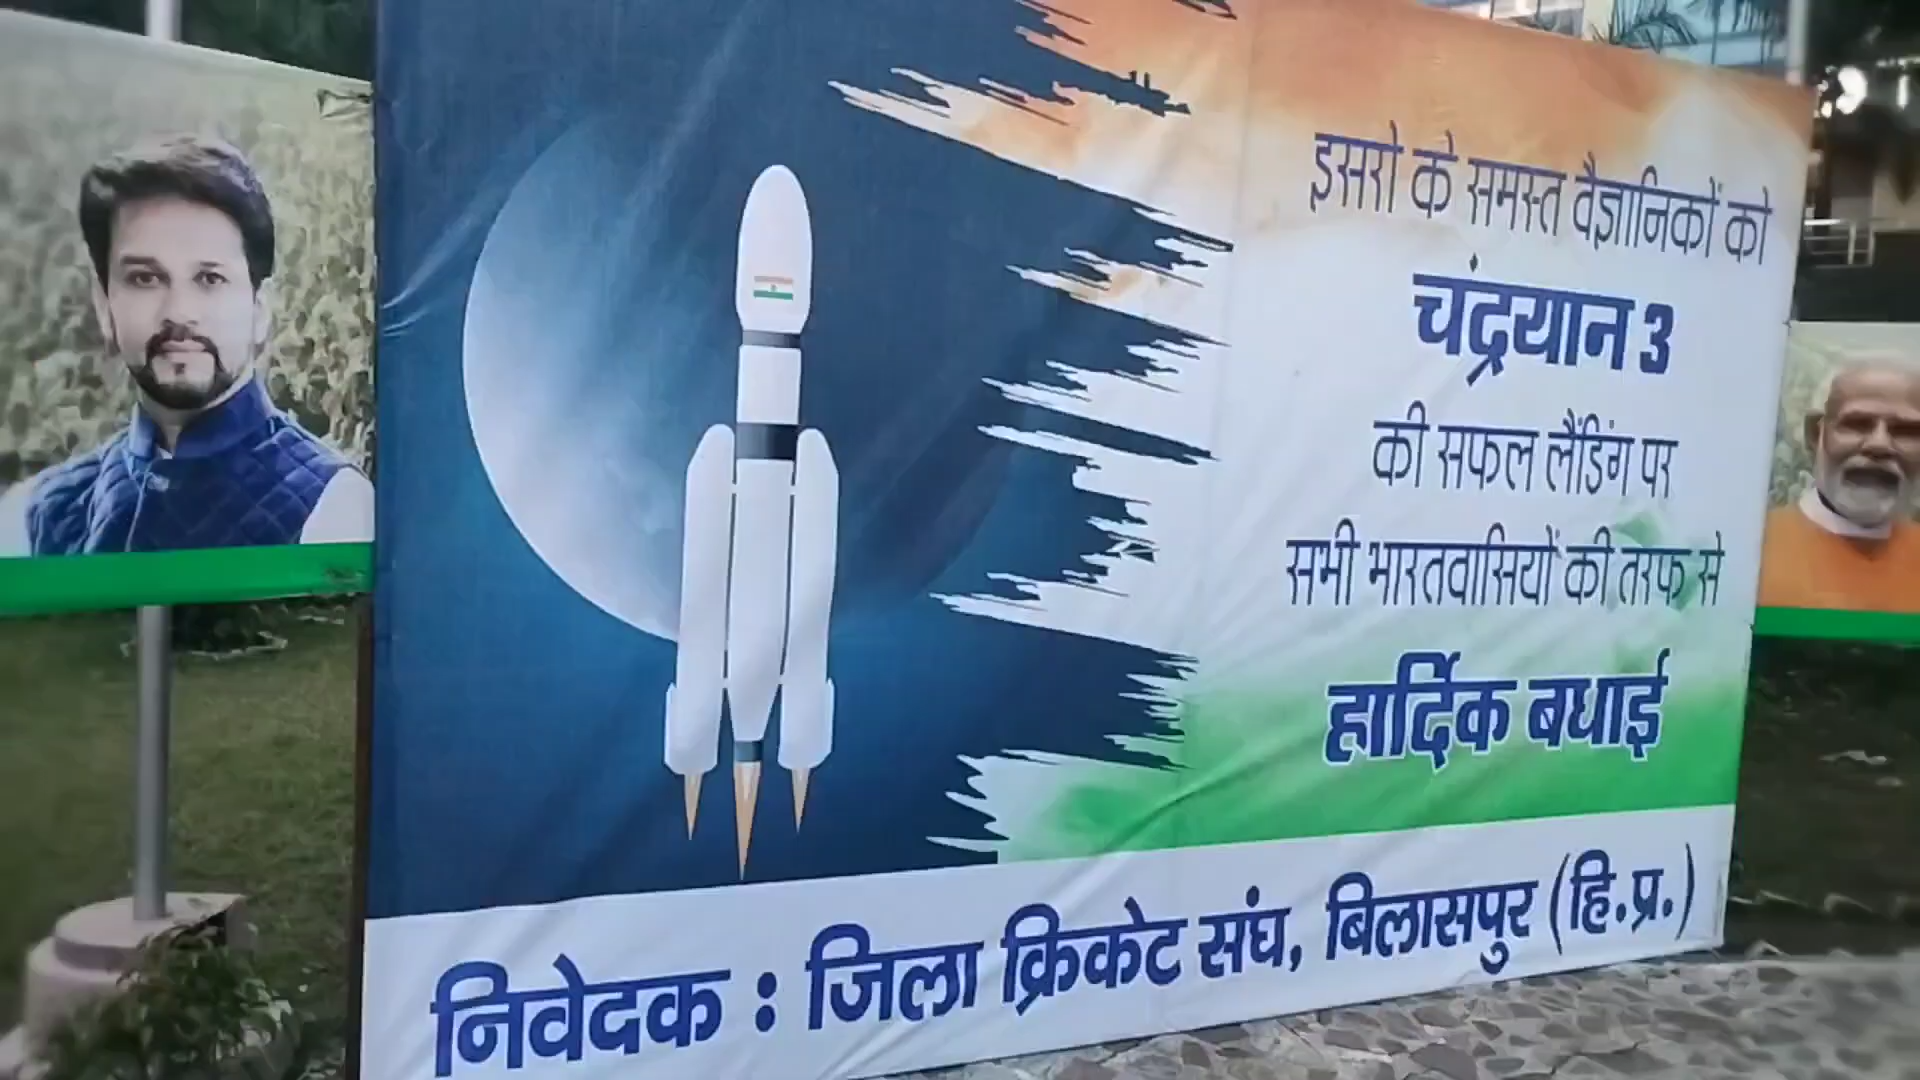 इसरो के समस्त वैज्ञानिकों को
चंद्रयान 3
की सफल लैंडिंग पर
सभी भारतवासियों की तरफ से
हार्दिक बधाई
निवेदक : जिला क्रिकेट संघ, बिलासपुर (हि.प्र.)